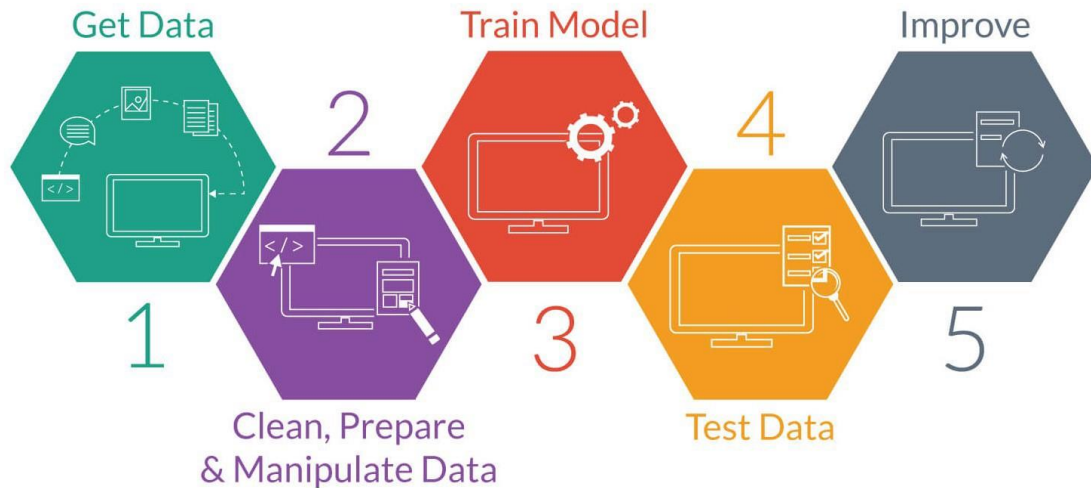 Get Data
1
2
Clean, Prepare
& Manipulate Data
Train Model
3
4
Test Data
Improve
5
</>
</>